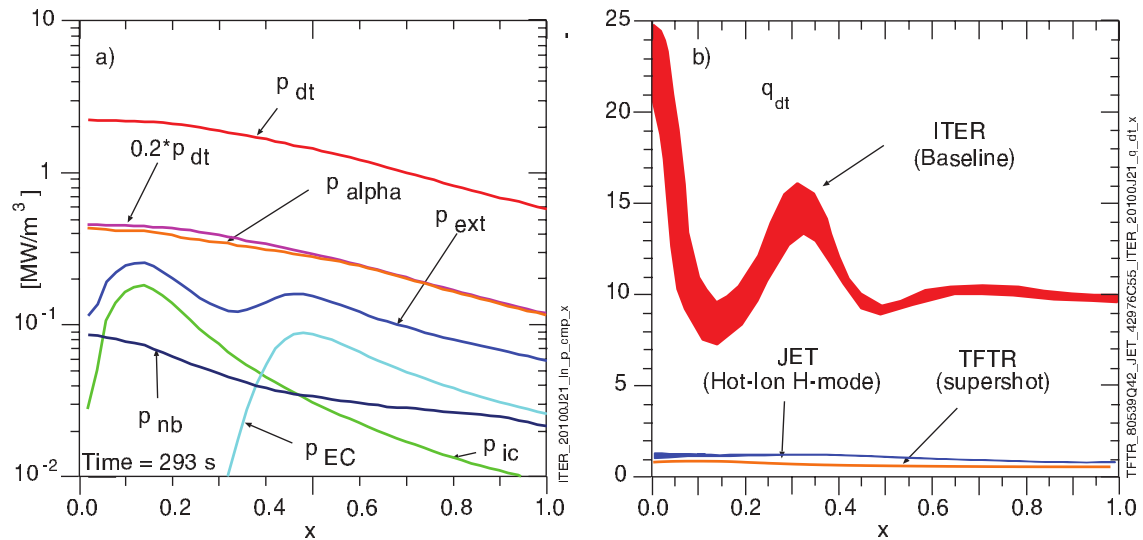 a)
p dt
0.2*p dt
p alpha
p ext
p nb
p EC
p ic
Time = 293 s
[MW/m 3 ]
10
1
10 -1
10 -2
0.0 0.2 0.4 0.6 0.8 1.0
x
ITER_20100J21_ln_p_cmp_x
b)
q dt
ITER
(Baseline)
JET
(Hot-Ion H-mode)
TFTR
(supershot)
25
20
15
10
5
0
0.0 0.2 0.4 0.6 0.8 1.0
x
TFTR_80539Q42_JET_42976C55_ITER_20100J21_q_dt_x